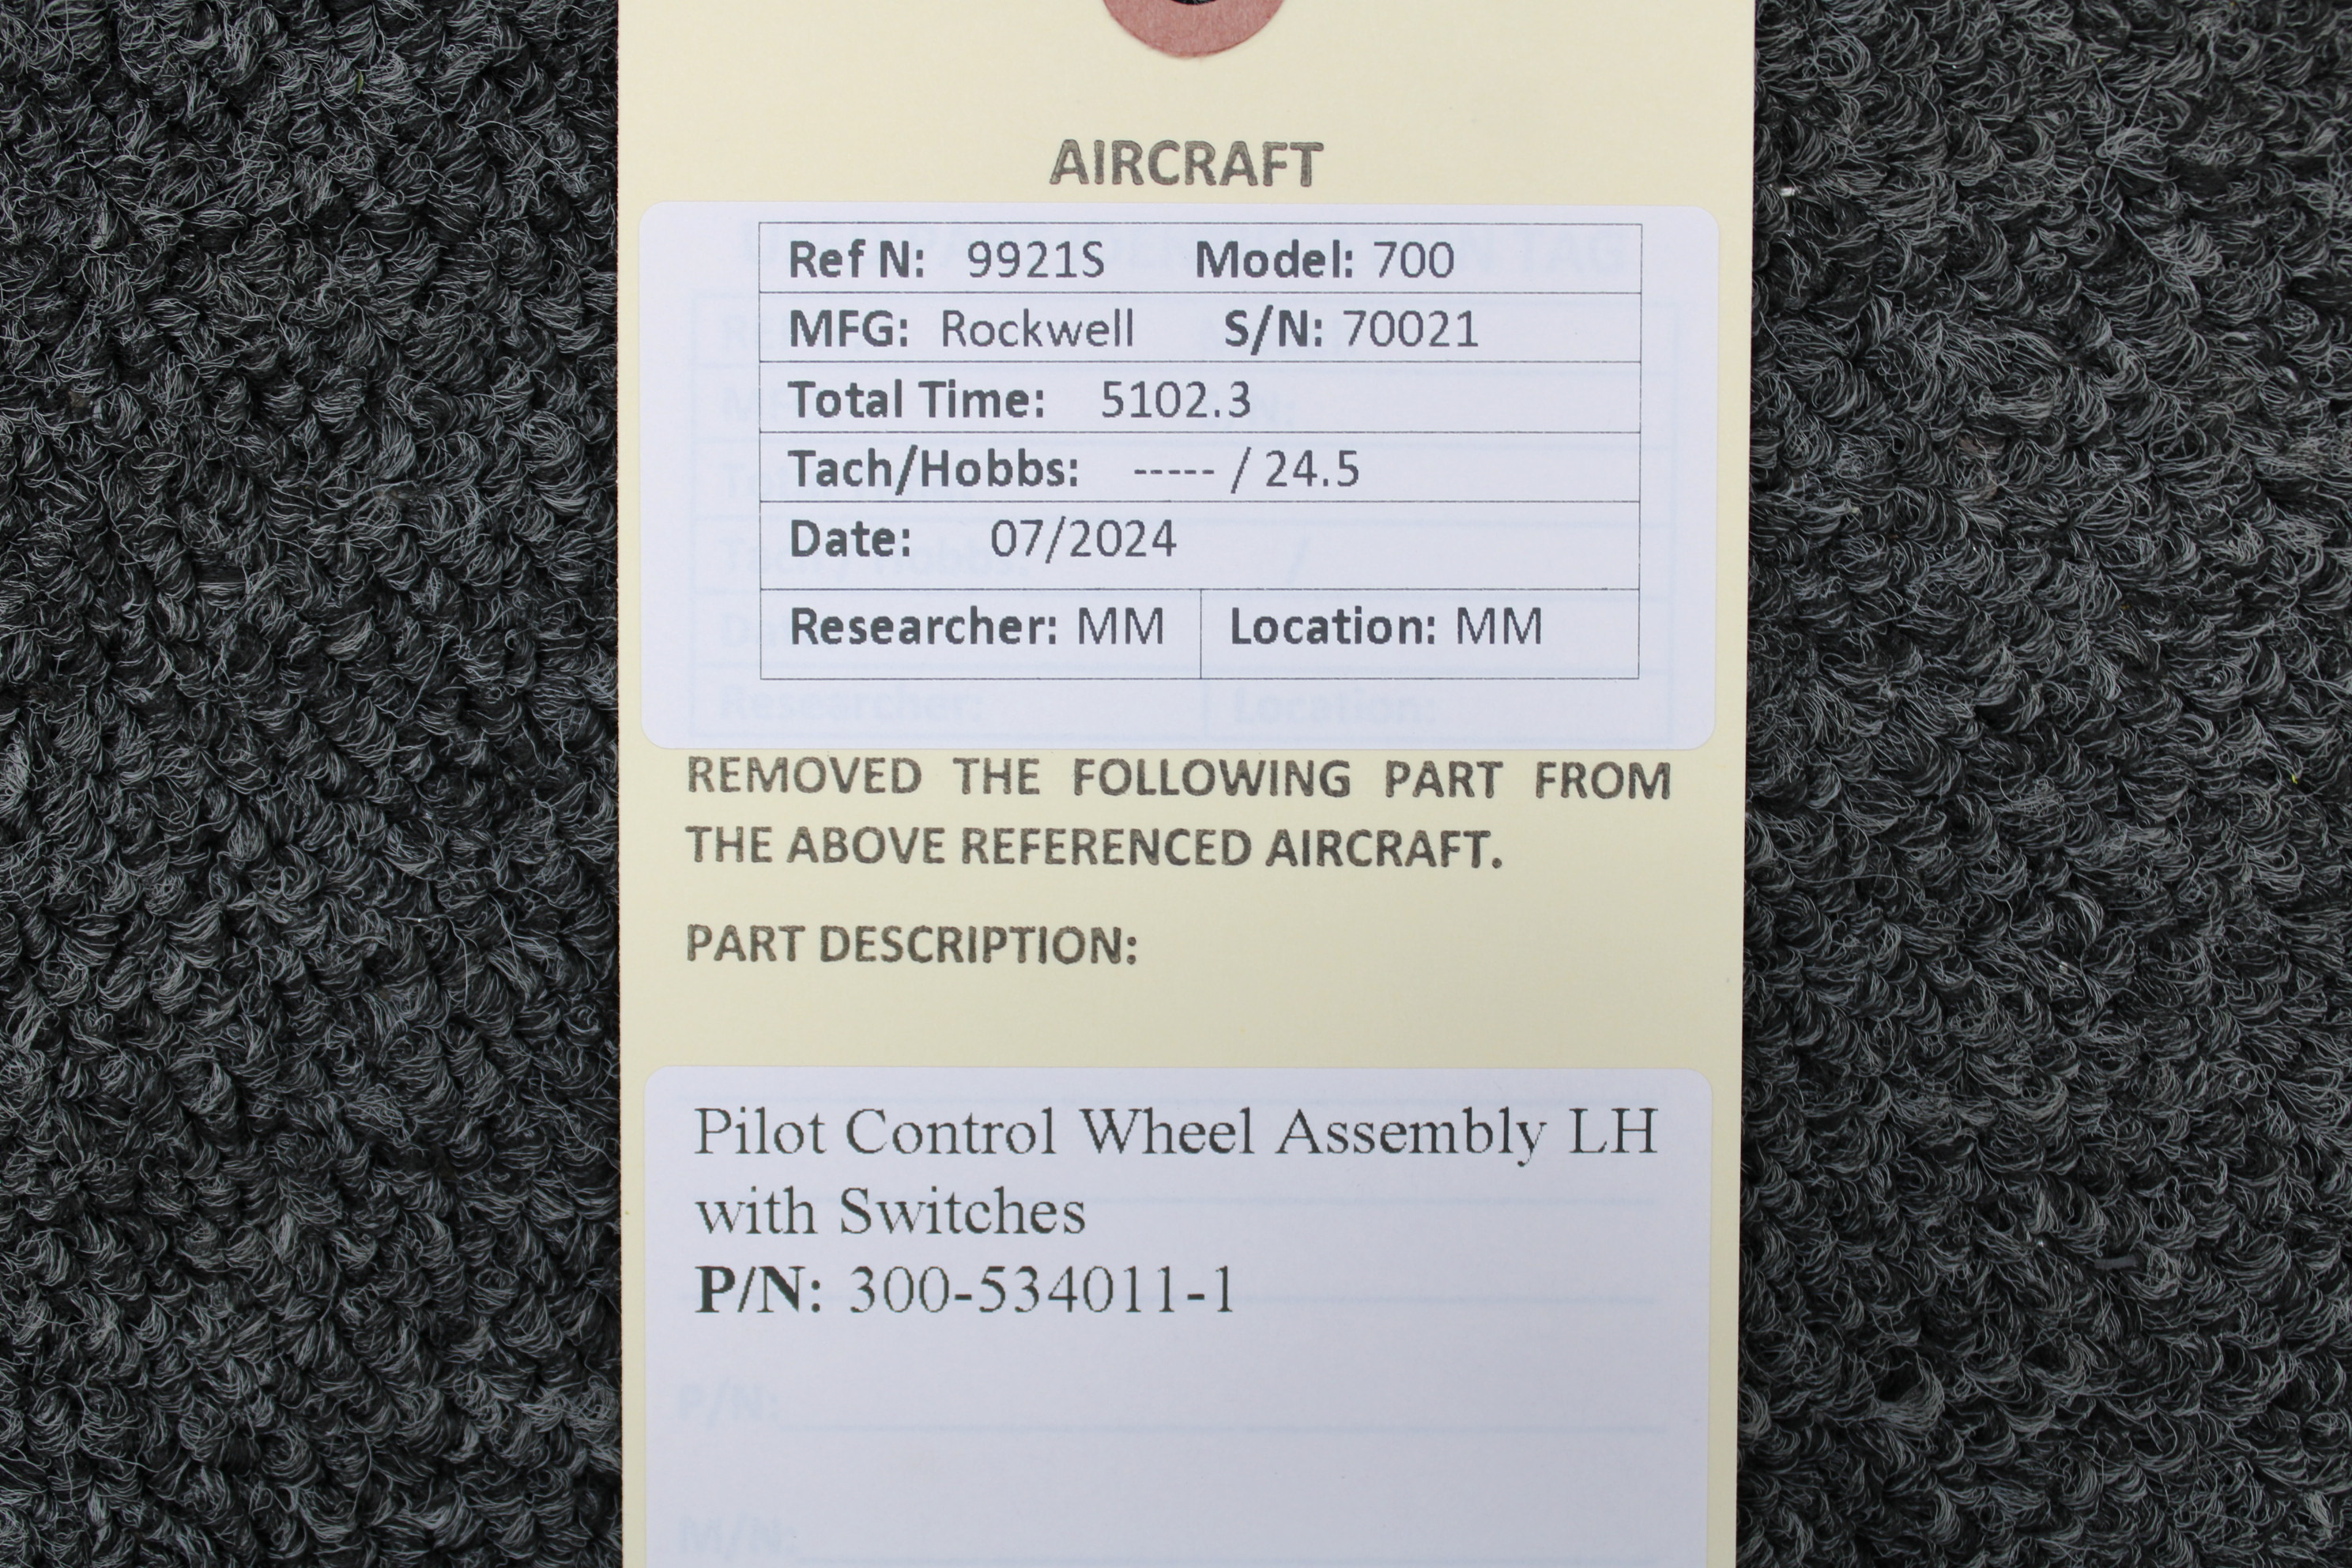 AIRCRAFT
Ref N: 9921S Model: 700
MFG: Rockwell S/N: 70021
Total Time: 5102.3
Tach/Hobbs: ----- / 24.5
Date: 07/2024
Researcher: MM Location: MM
REMOVED THE FOLLOWING PART FROM
THE ABOVE REFERENCED AIRCRAFT.
PART DESCRIPTION:
Pilot Control Wheel Assembly LH
with Switches
P/N: 300-534011-1
P/N:
M/N: